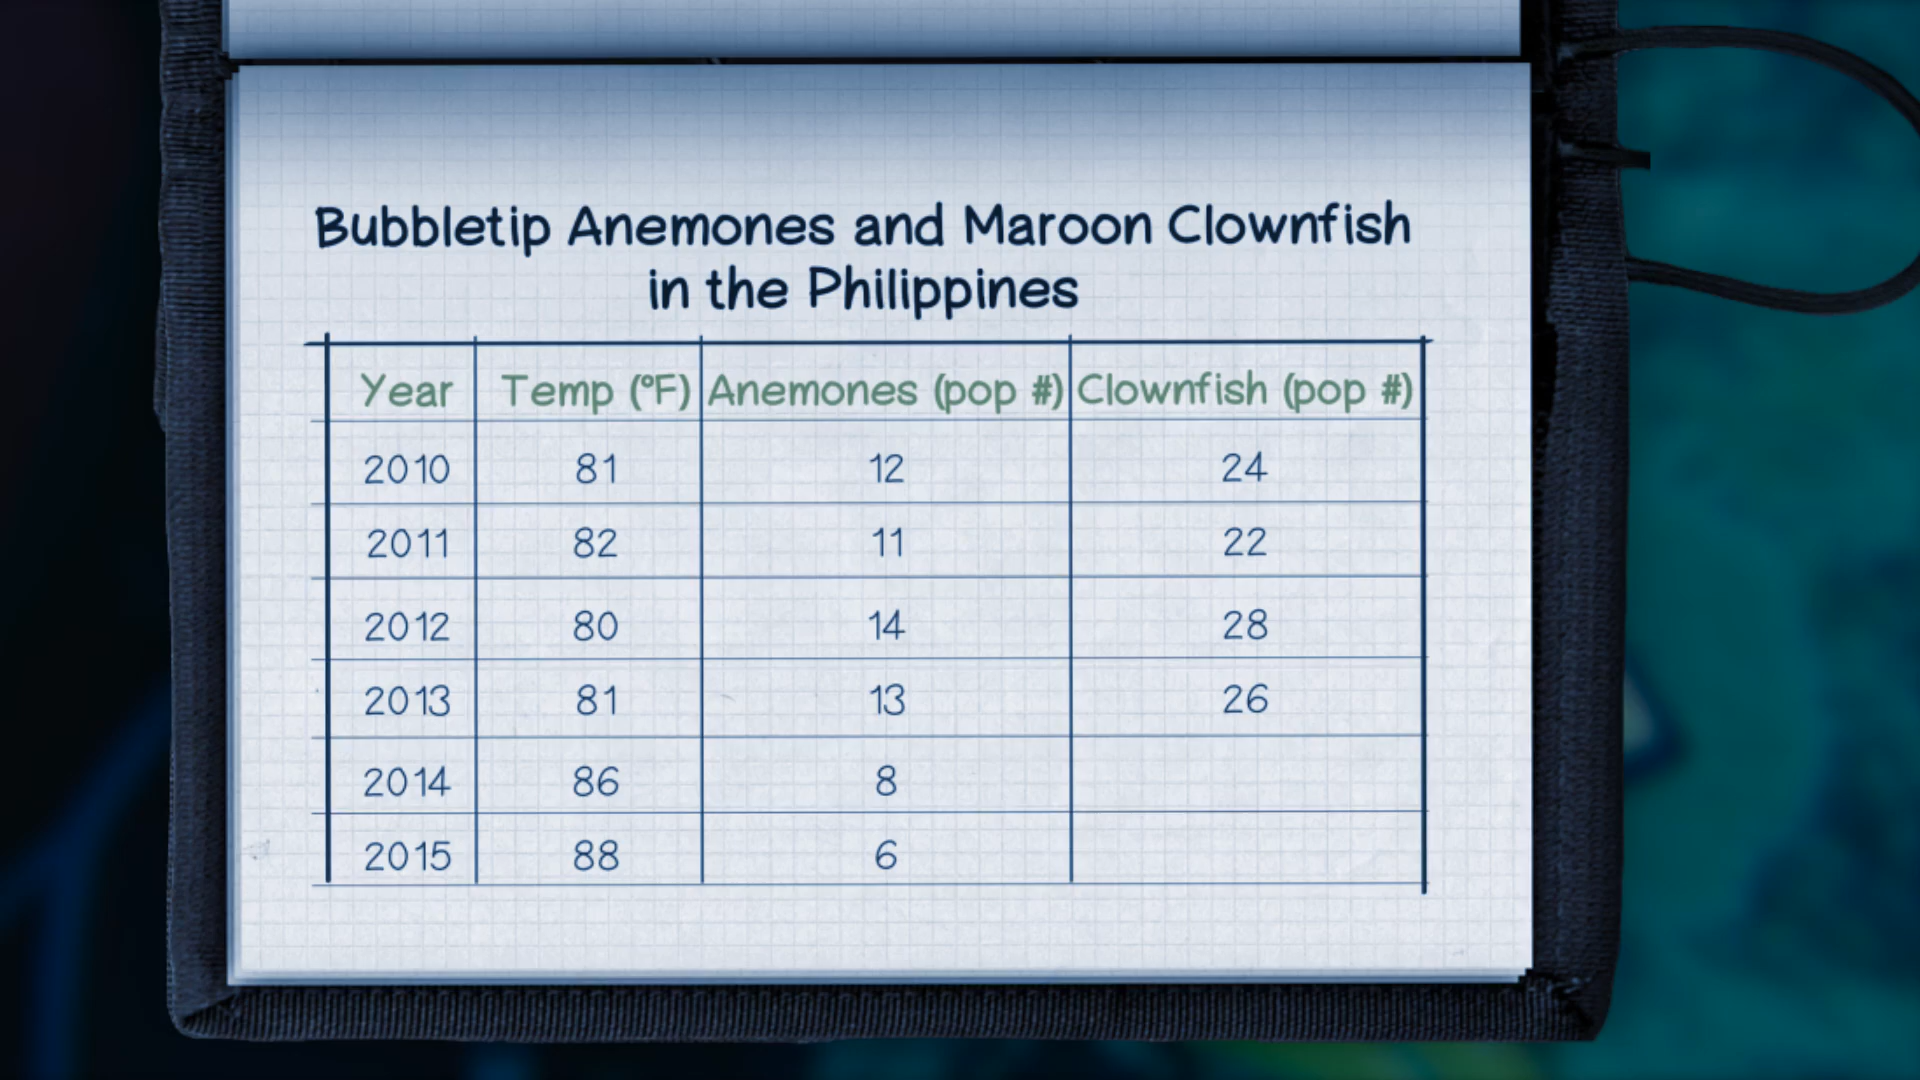 Bubbletip Anemones and Maroon Clownfish
in the Philippines
Year Temp (°F) Anemones (pop #) Clownfish (pop #)
2010 81 12 24
2011 82 11 22
2012 80 14 28
2013 81 13 26
2014 86 8
2015 88 6